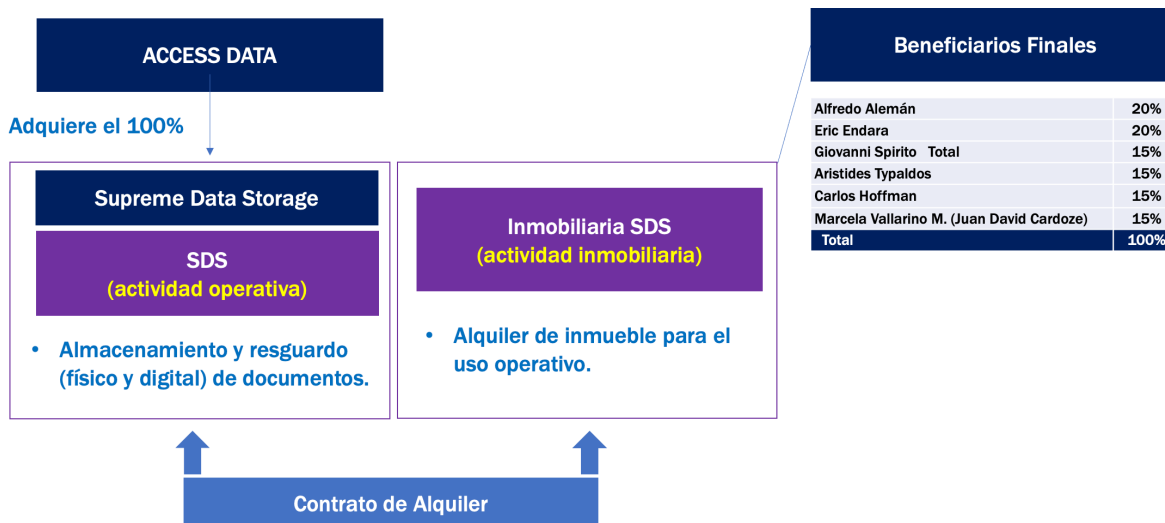 ACCESS DATA
Adquiere el 100%
Supreme Data Storage
SDS
(actividad operativa)
• Almacenamiento y resguardo
(físico y digital) de documentos.
Inmobiliaria SDS
(actividad inmobiliaria)
• Alquiler de inmueble para el
uso operativo.
Contrato de Alquiler
Beneficiarios Finales
Alfredo Alemán 20%
Eric Endara 20%
Giovanni Spirito Total 15%
Aristides Typaldos 15%
Carlos Hoffman 15%
Marcela Vallarino M. (Juan David Cardoze) 15%
Total 100%